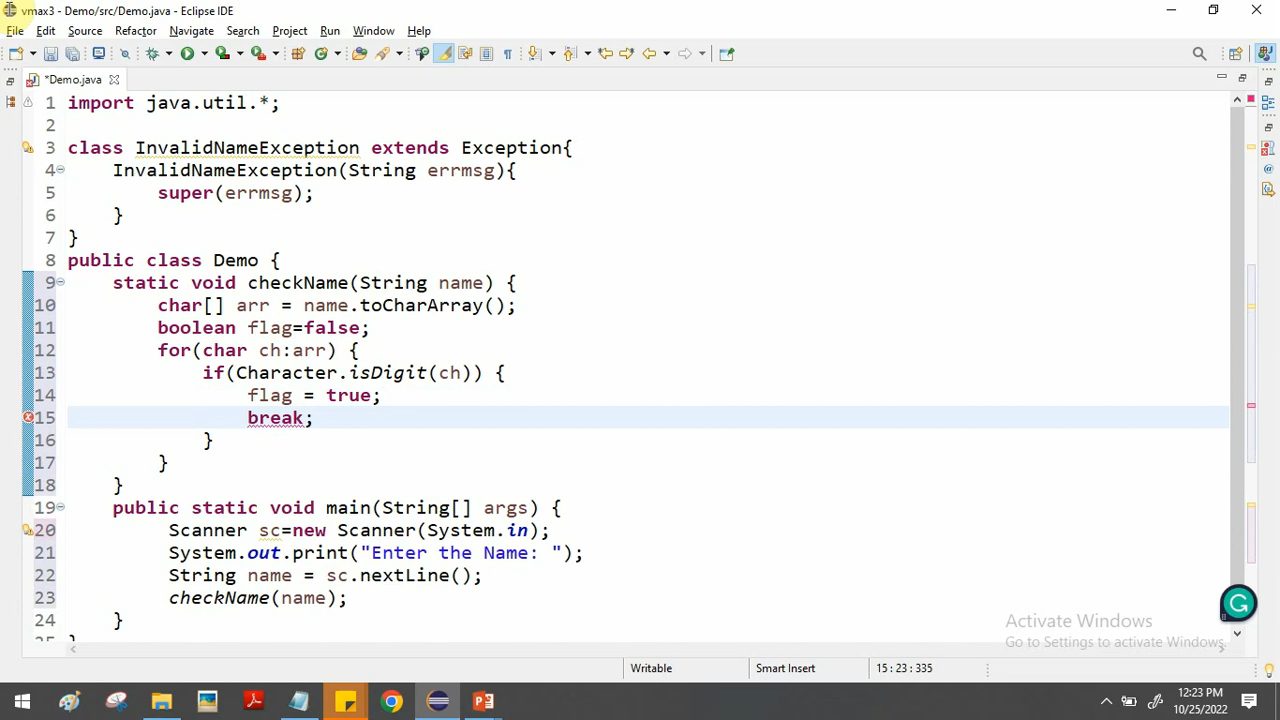 vmax3 - Demo/src/Demo.java - Eclipse IDE
File Edit Source Refactor Navigate Search Project Run Window Help
*Demo.java
1 import java.util.*;
2
3 class InvalidNameException extends Exception{
4 InvalidNameException(String errmsg){
5 super(errmsg);
6 }
7 }
8 public class Demo {
9 static void checkName(String name) {
10 char[] arr = name.toCharArray();
11 boolean flag=false;
12 for(char ch:arr) {
13 if(Character.isDigit(ch)) {
14 flag = true;
15 break;
16 }
17 }
18 }
19 public static void main(String[] args) {
20 Scanner sc=new Scanner(System.in);
21 System.out.print("Enter the Name: ");
22 String name = sc.nextLine();
23 checkName(name);
24 }
25 }
Activate Windows
Go to Settings to activate Windows.
Writable Smart Insert 15 : 23 : 335
12:23 PM
10/25/2022